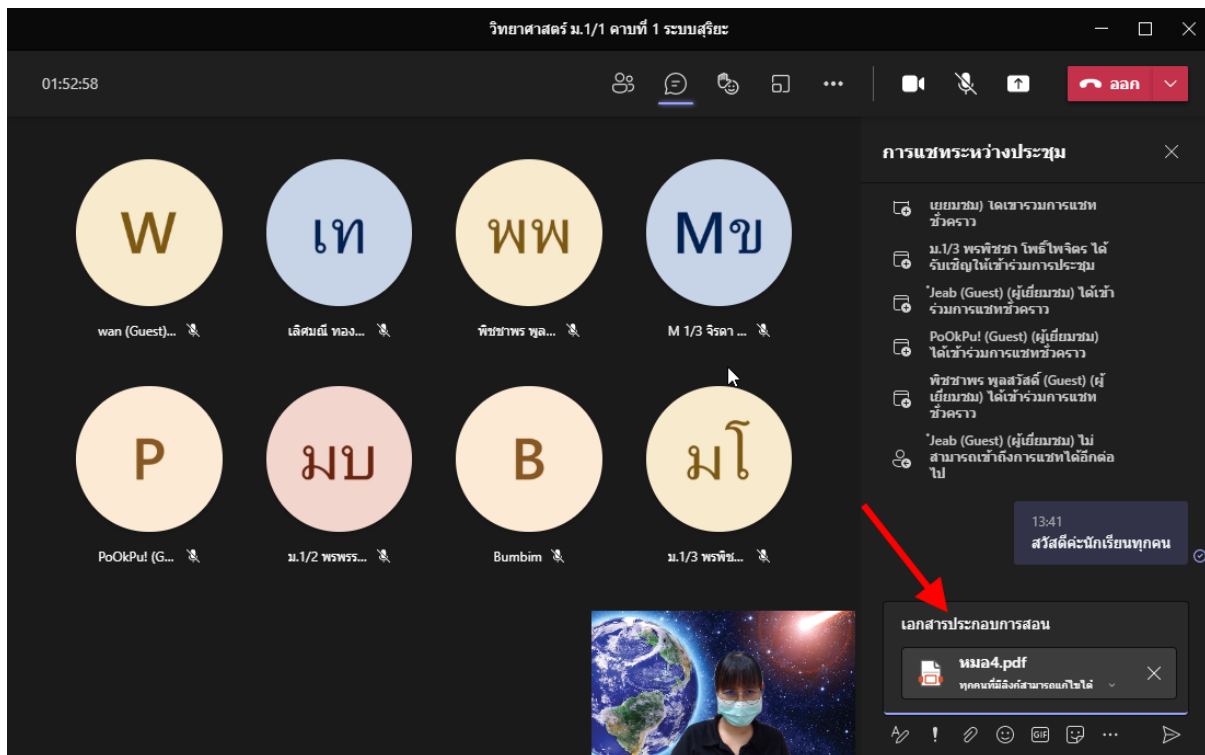 วิทยาศาสตร์ ม.1/1 คาบที่ 1 ระบบสุริยะ
01:52:58
ออก
W
เท
พพ
Mข
wan (Guest)...
เลิศมณี ทอง...
พิชชาพร พูล...
M 1/3 จิรดา ...
P
มบ
B
มโ
PoOkPu! (G...
ม.1/2 พรพรร...
Bumbim
ม.1/3 พรพิช...
การแชทระหว่างประชุม
เยี่ยมชม) ได้เข้าร่วมการแชท
ชั่วคราว
ม.1/3 พรพิชชา โพธิ์ไพจิตร ได้
รับเชิญให้เข้าร่วมการประชุม
'Jeab (Guest) (ผู้เยี่ยมชม) ได้เข้า
ร่วมการแชทชั่วคราว
PoOkPu! (Guest) (ผู้เยี่ยมชม)
ได้เข้าร่วมการแชทชั่วคราว
พิชชาพร พูลสวัสดิ์ (Guest) (ผู้
เยี่ยมชม) ได้เข้าร่วมการแชท
ชั่วคราว
'Jeab (Guest) (ผู้เยี่ยมชม) ไม่
สามารถเข้าถึงการแชทได้อีกต่อ
ไป
13:41
สวัสดีค่ะนักเรียนทุกคน
เอกสารประกอบการสอน
หมอ4.pdf
ทุกคนที่มีลิงก์สามารถแก้ไขได้
GIF